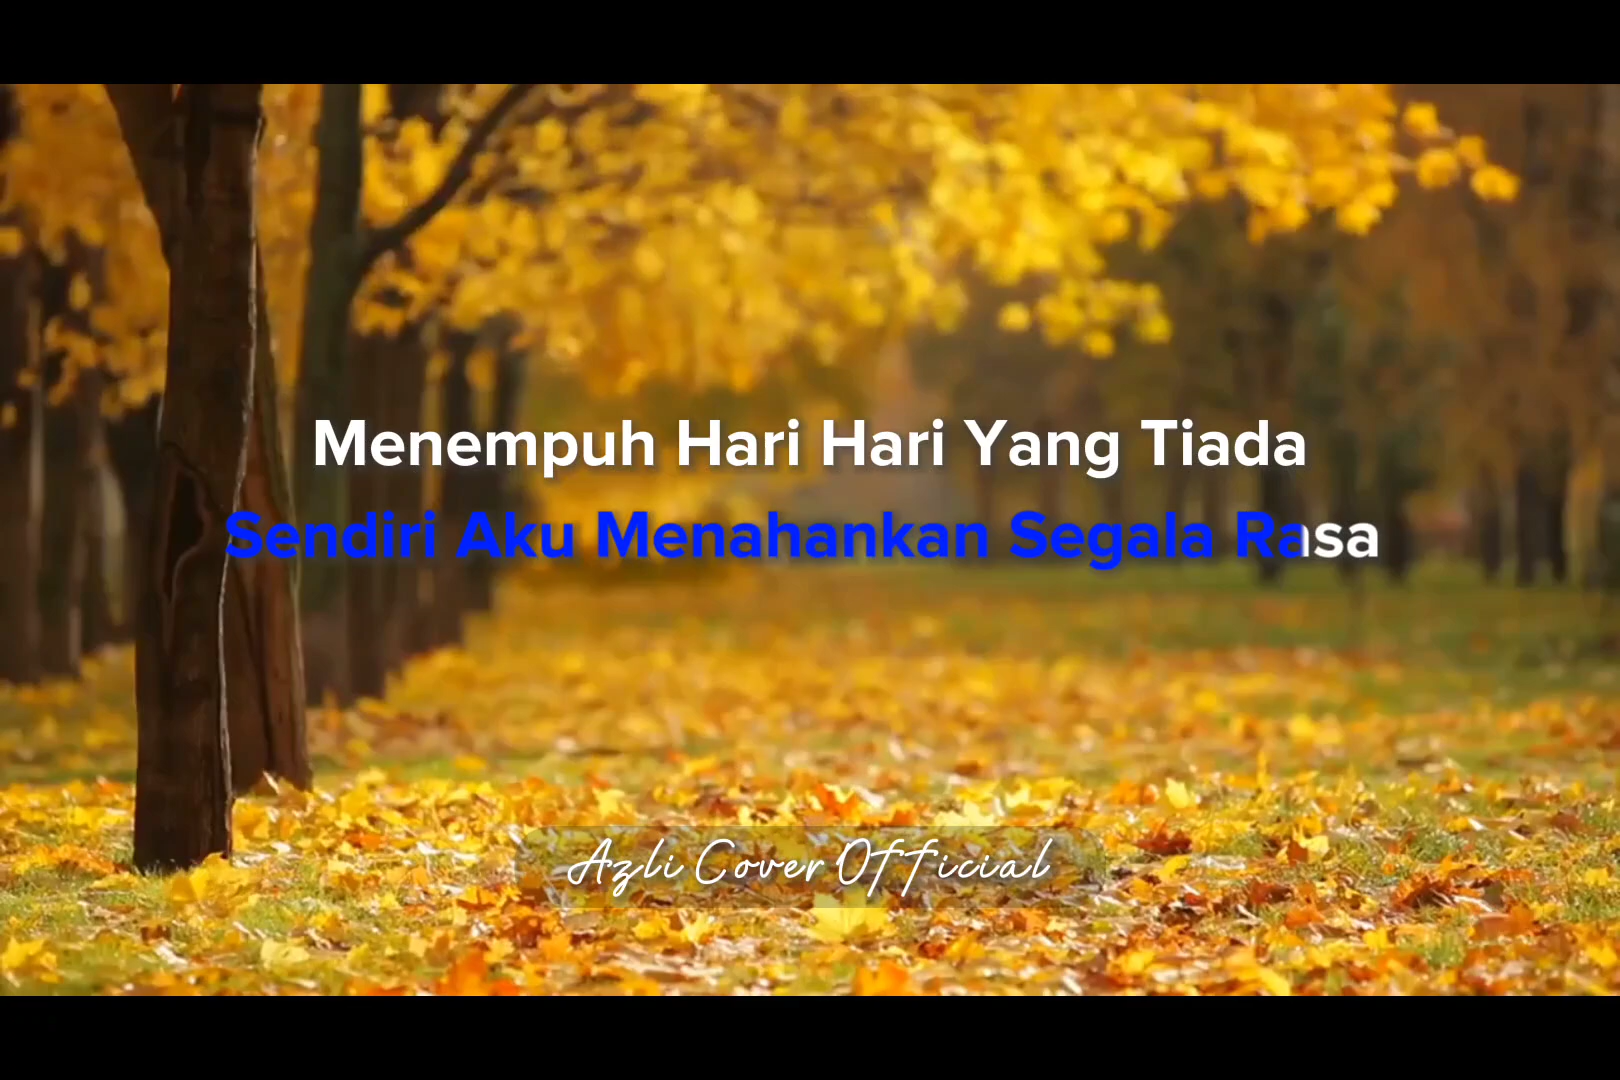 Menempuh Hari Hari Yang Tiada
Sendiri Aku Menahankan Segala Rasa
Azli Cover Official